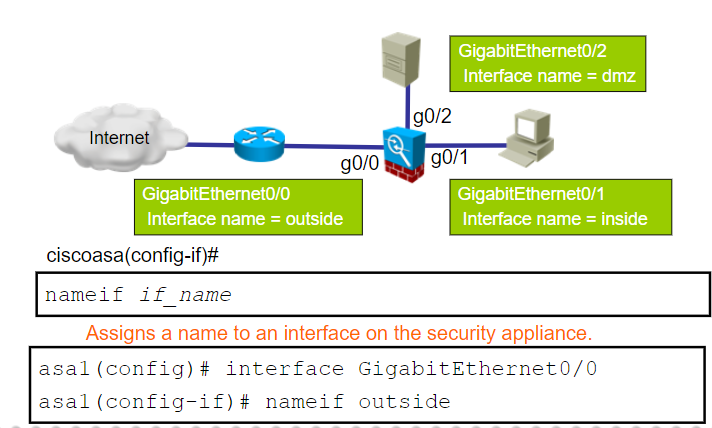 GigabitEthernet0/2
Interface name = dmz
g0/2
Internet
g0/0
g0/1
GigabitEthernet0/0
Interface name = outside
GigabitEthernet0/1
Interface name = inside
ciscoasa(config-if)#
nameif if_name
Assigns a name to an interface on the security appliance.
asa1(config)# interface GigabitEthernet0/0
asa1(config-if)# nameif outside